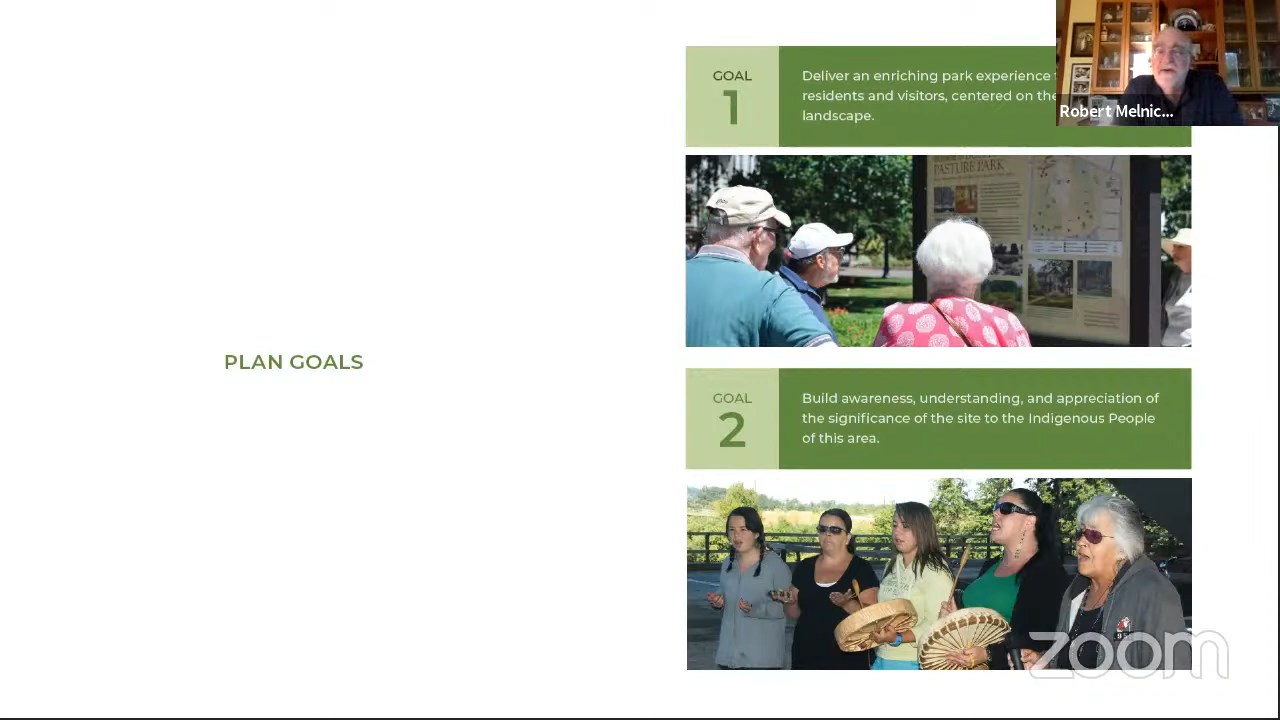 PLAN GOALS
GOAL
1
Deliver an enriching park experience
residents and visitors, centered on the
landscape.
Robert Melnic...
PASTURE PARK
GOAL
2
Build awareness, understanding, and appreciation of
the significance of the site to the Indigenous People
of this area.
zoom